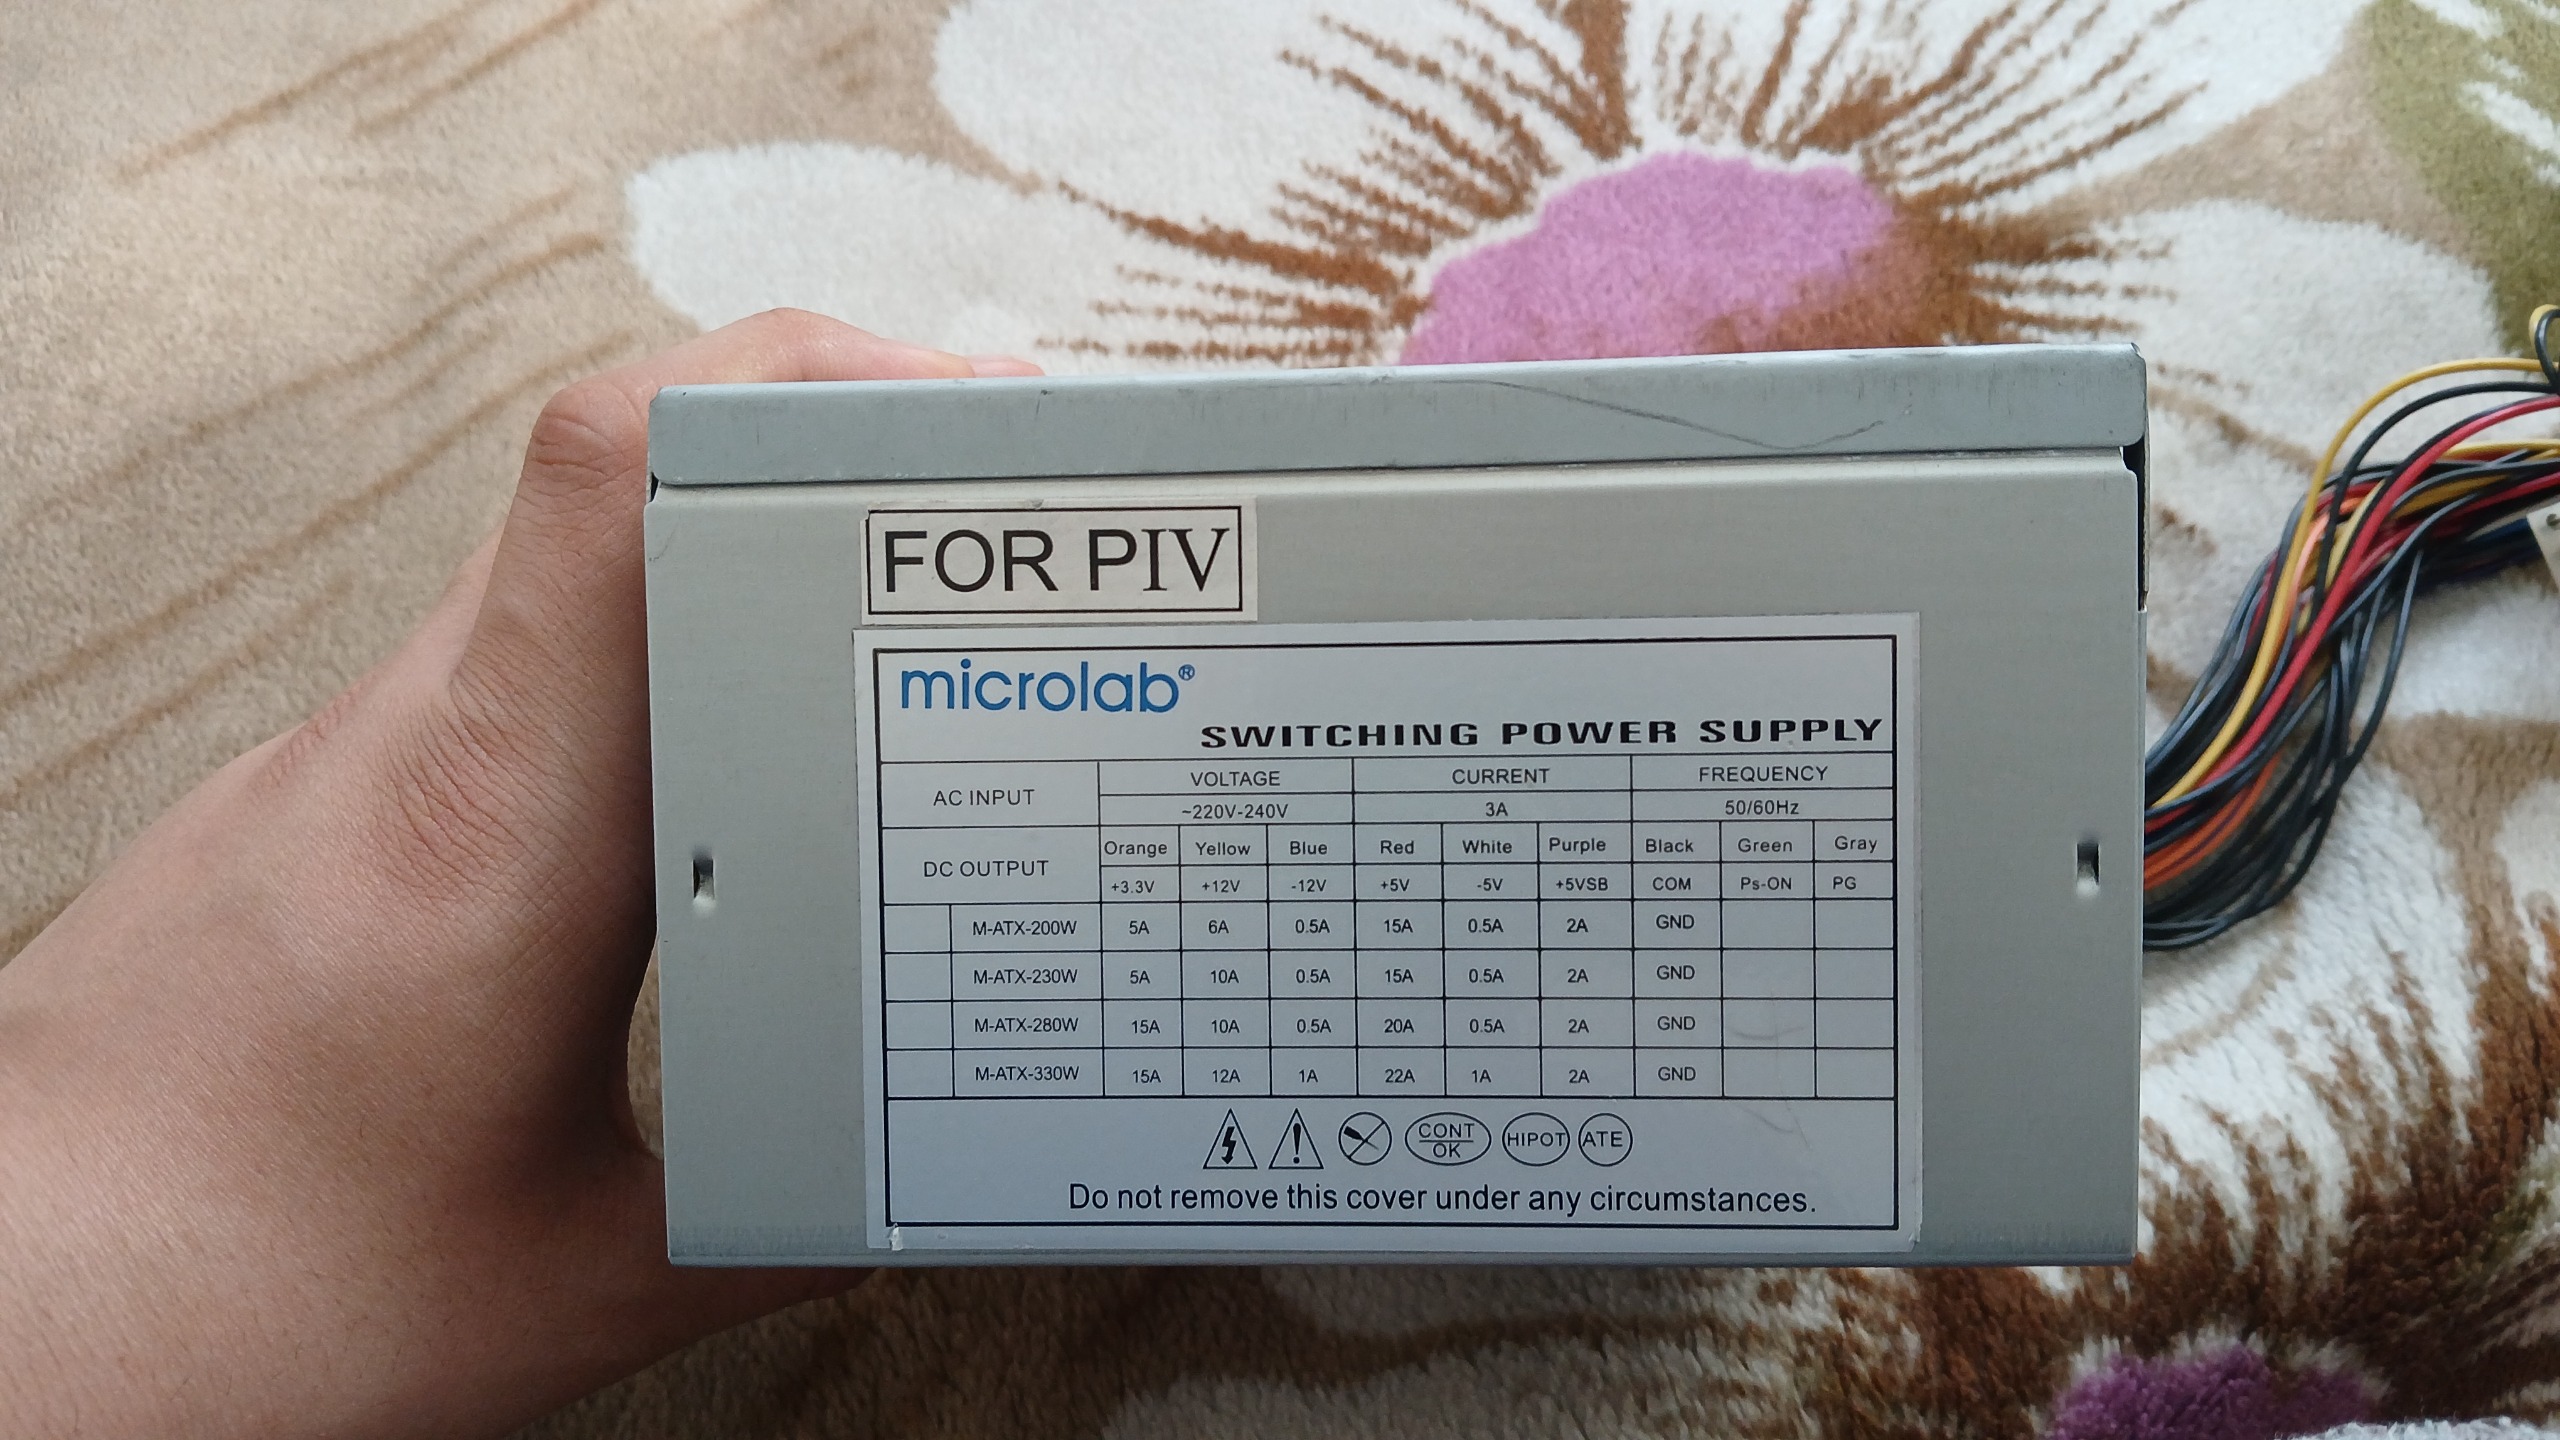 FOR PIV
microlab®
SWITCHING POWER SUPPLY
AC INPUT VOLTAGE CURRENT FREQUENCY
~220V-240V 3A 50/60Hz
DC OUTPUT Orange Yellow Blue Red White Purple Black Green Gray
+3.3V +12V -12V +5V -5V +5VSB COM Ps-ON PG
M-ATX-200W 5A 6A 0.5A 15A 0.5A 2A GND
M-ATX-230W 5A 10A 0.5A 15A 0.5A 2A GND
M-ATX-280W 15A 10A 0.5A 20A 0.5A 2A GND
M-ATX-330W 15A 12A 1A 22A 1A 2A GND
CONT OK HIPOT ATE
Do not remove this cover under any circumstances.